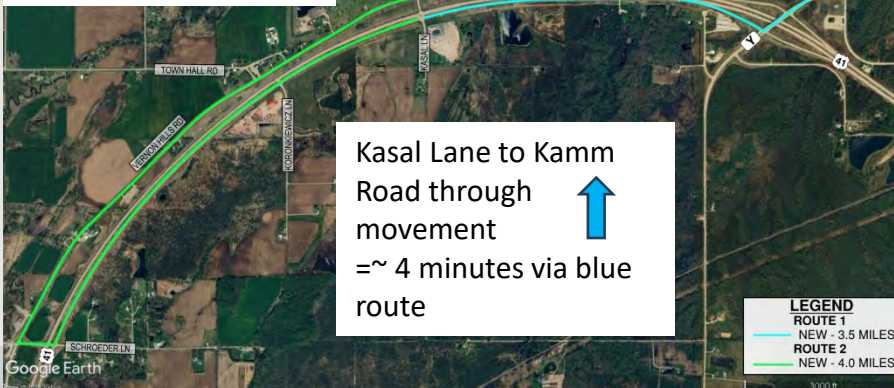 KASAL LN
Y
41
TOWN HALL RD
KORONKIEWICZ LN
VERNON HILLS RD
Kasal Lane to Kamm
Road through
movement
=~ 4 minutes via blue
route
LEGEND
ROUTE 1
NEW - 3.5 MILES
ROUTE 2
NEW - 4.0 MILES
SCHROEDER LN
41
Google Earth
3000 ft